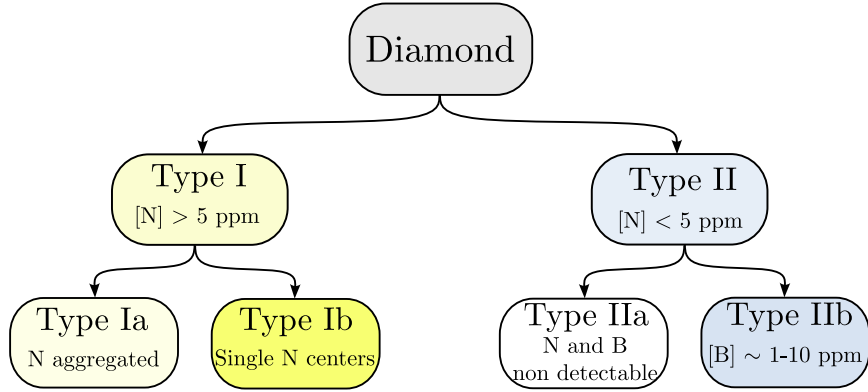 Diamond
Type I
[N] > 5 ppm
Type II
[N] < 5 ppm
Type Ia
N aggregated
Type Ib
Single N centers
Type IIa
N and B
non detectable
Type IIb
[B] ∼ 1-10 ppm